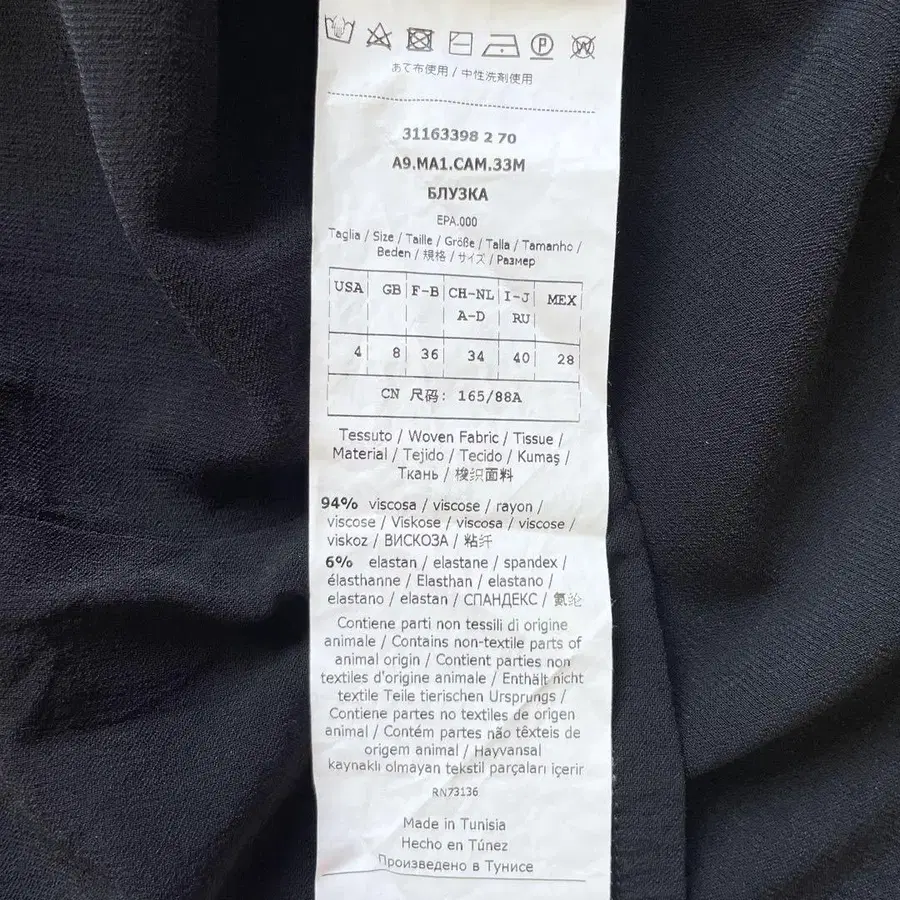 あて布使用 / 中性洗剤使用
31163398 2 70
A9.MA1.CAM.33M
БЛУЗКА
EPA.000
Taglia / Size / Taille / Größe / Talla / Tamanho /
Beden / 規格 / サイズ / Размер
USA GB F-B CH-NL I-J MEX
A-D RU
4 8 36 34 40 28
CN 尺码: 165/88A
Tessuto / Woven Fabric / Tissue /
Material / Tejido / Tecido / Kumaş /
Ткань / 梭织面料
94% viscosa / viscose / rayon /
viscose / Viskose / viscosa / viscose /
viskoz / ВИСКОЗА / 粘纤
6% elastan / elastane / spandex /
élasthanne / Elasthan / elastano /
elastano / elastan / СПАНДЕКС / 氨纶
Contiene parti non tessili di origine
animale / Contains non-textile parts of
animal origin / Contient parties non
textiles d'origine animale / Enthält nicht
textile Teile tierischen Ursprungs /
Contiene partes no textiles de origen
animal / Contém partes não têxteis de
origem animal / Hayvansal
kaynaklı olmayan tekstil parçaları içerir
RN73136
Made in Tunisia
Hecho en Túnez
Произведено в Тунисе